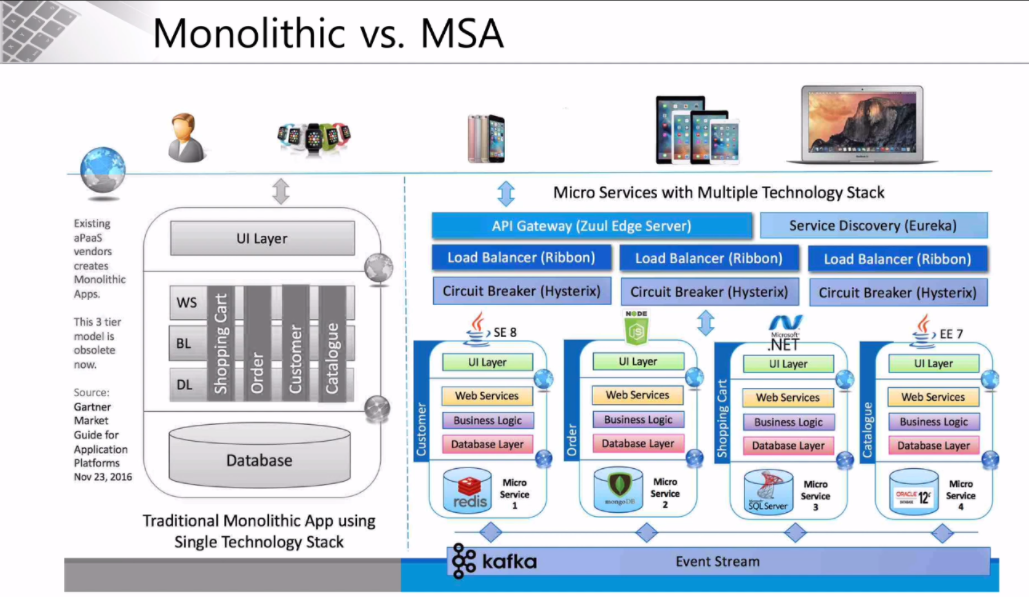 Monolithic vs. MSA
Existing
aPaaS
vendors
creates
Monolithic
Apps.
This 3 tier
model is
obsolete
now.
Source:
Gartner
Market
Guide for
Application
Platforms
Nov 23, 2016
UI Layer
WS
BL
DL
Shopping Cart
Order
Customer
Catalogue
Database
Traditional Monolithic App using
Single Technology Stack
Micro Services with Multiple Technology Stack
API Gateway (Zuul Edge Server)
Service Discovery (Eureka)
Load Balancer (Ribbon)
Load Balancer (Ribbon)
Load Balancer (Ribbon)
Circuit Breaker (Hysterix)
Circuit Breaker (Hysterix)
Circuit Breaker (Hysterix)
SE 8
Customer
UI Layer
Web Services
Business Logic
Database Layer
redis
Micro
Service
1
NODE
JS
Order
UI Layer
Web Services
Business Logic
Database Layer
mongoDB
Micro
Service
2
Microsoft
.NET
Shopping Cart
UI Layer
Web Services
Business Logic
Database Layer
SQL Server
Micro
Service
3
EE 7
Catalogue
UI Layer
Web Services
Business Logic
Database Layer
ORACLE
12c
Micro
Service
4
kafka
Event Stream